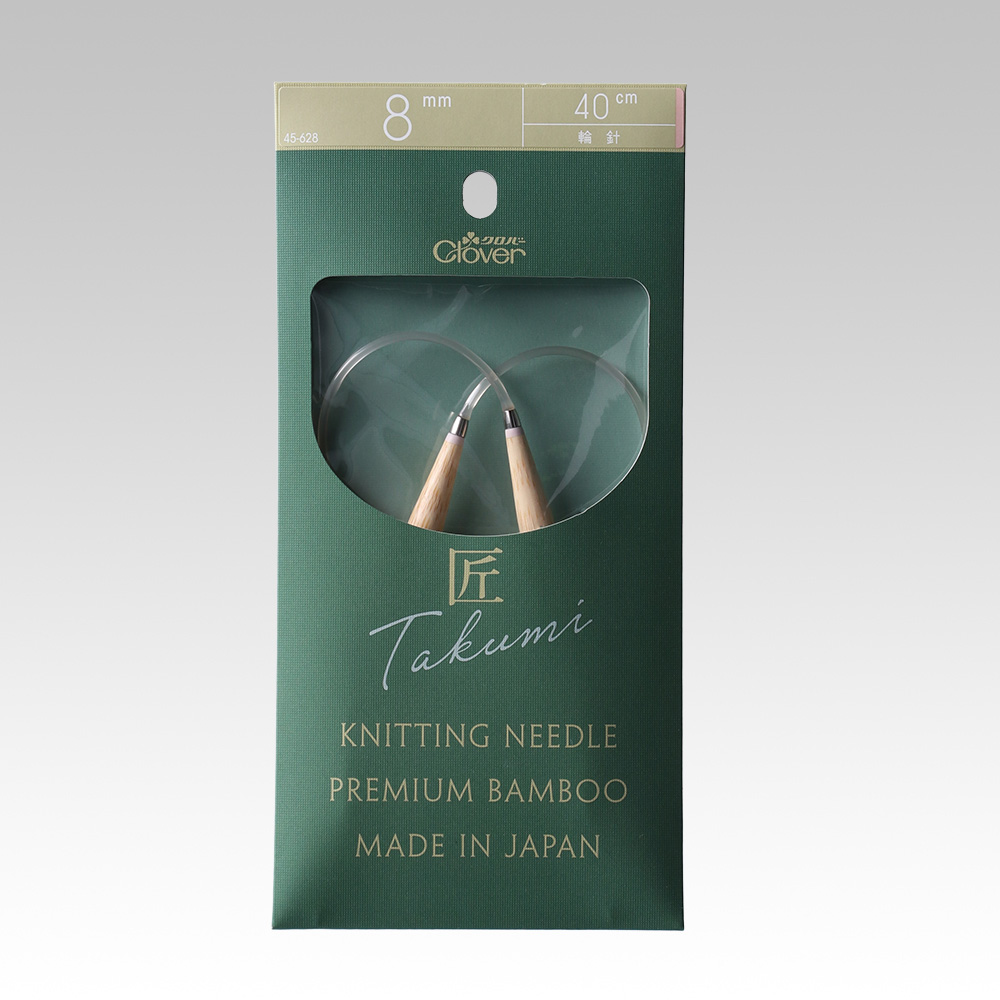 8 mm
40 cm
45-628
輪針
クロバー
Clover
匠
Takumi
KNITTING NEEDLE
PREMIUM BAMBOO
MADE IN JAPAN